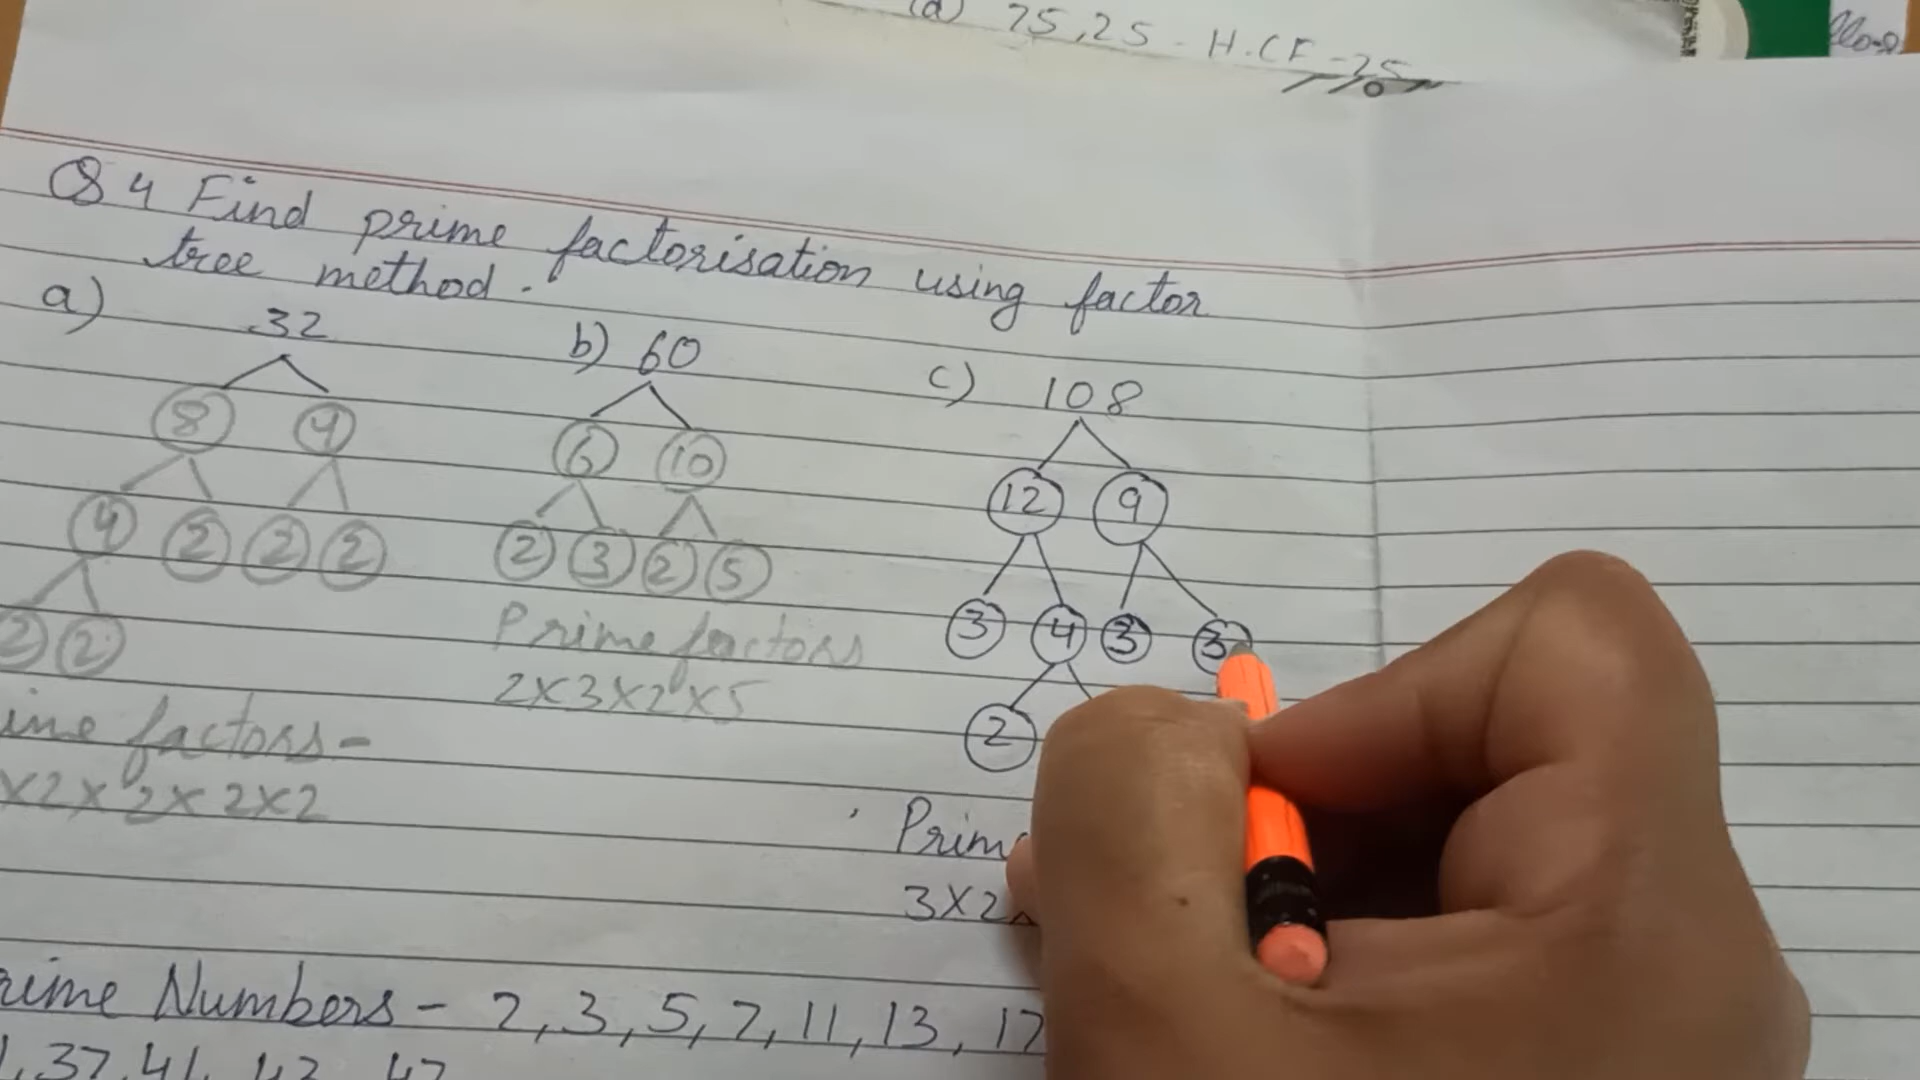 (d) 75,25 - H.CF - 25
Q 4 Find prime factorisation using factor
tree method.
a) 32 b) 60 c) 108
8 4 6 10 12 9
4 2 2 2 2 3 2 5 3 4 3 3
2 2 2
Prime factors
2X3X2X5
ime factors-
X2X2X2X2
Prim
3X2
rime Numbers - 2, 3, 5, 7, 11, 13, 17
37, 41, 43, 47